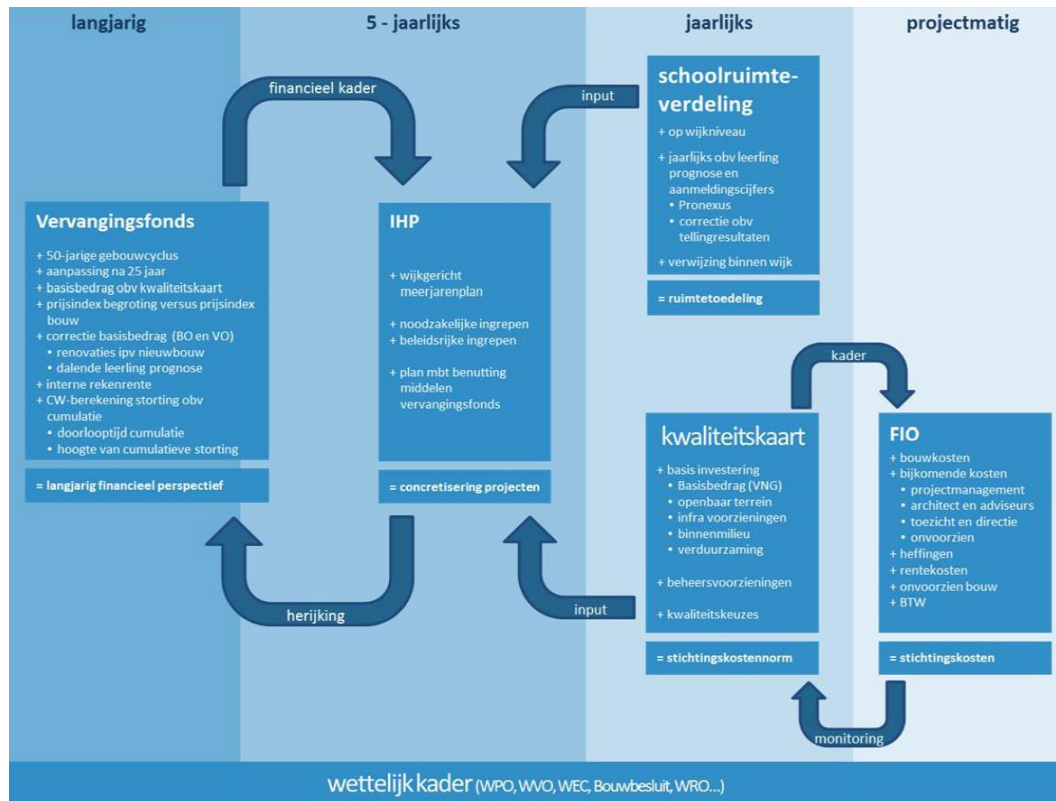 langjarig
5 - jaarlijks
jaarlijks
projectmatig
financieel kader
input
schoolruimte-
verdeling
+ op wijkniveau
+ jaarlijks obv leerling
prognose en
aanmeldingscijfers
• Pronexus
• correctie obv
tellingresultaten
+ verwijzing binnen wijk
= ruimtetoedeling
Vervangingsfonds
+ 50-jarige gebouwcyclus
+ aanpassing na 25 jaar
+ basisbedrag obv kwaliteitskaart
+ prijsindex begroting versus prijsindex
bouw
+ correctie basisbedrag (BO en VO)
• renovaties ipv nieuwbouw
• dalende leerling prognose
+ interne rekenrente
+ CW-berekening storting obv
cumulatie
• doorlooptijd cumulatie
• hoogte van cumulatieve storting
= langjarig financieel perspectief
IHP
+ wijkgericht
meerjarenplan
+ noodzakelijke ingrepen
+ beleidsrijke ingrepen
+ plan mbt benutting
middelen
vervangingsfonds
= concretisering projecten
kader
kwaliteitskaart
+ basis investering
• Basisbedrag (VNG)
• openbaar terrein
• infra voorzieningen
• binnenmilieu
• verduurzaming
+ beheersvoorzieningen
+ kwaliteitskeuzes
= stichtingskostennorm
FIO
+ bouwkosten
+ bijkomende kosten
• projectmanagement
• architect en adviseurs
• toezicht en directie
• onvoorzien
+ heffingen
+ rentekosten
+ onvoorzien bouw
+ BTW
= stichtingskosten
herijking
input
monitoring
wettelijk kader (WPO, WVO, WEC, Bouwbesluit, WRO...)